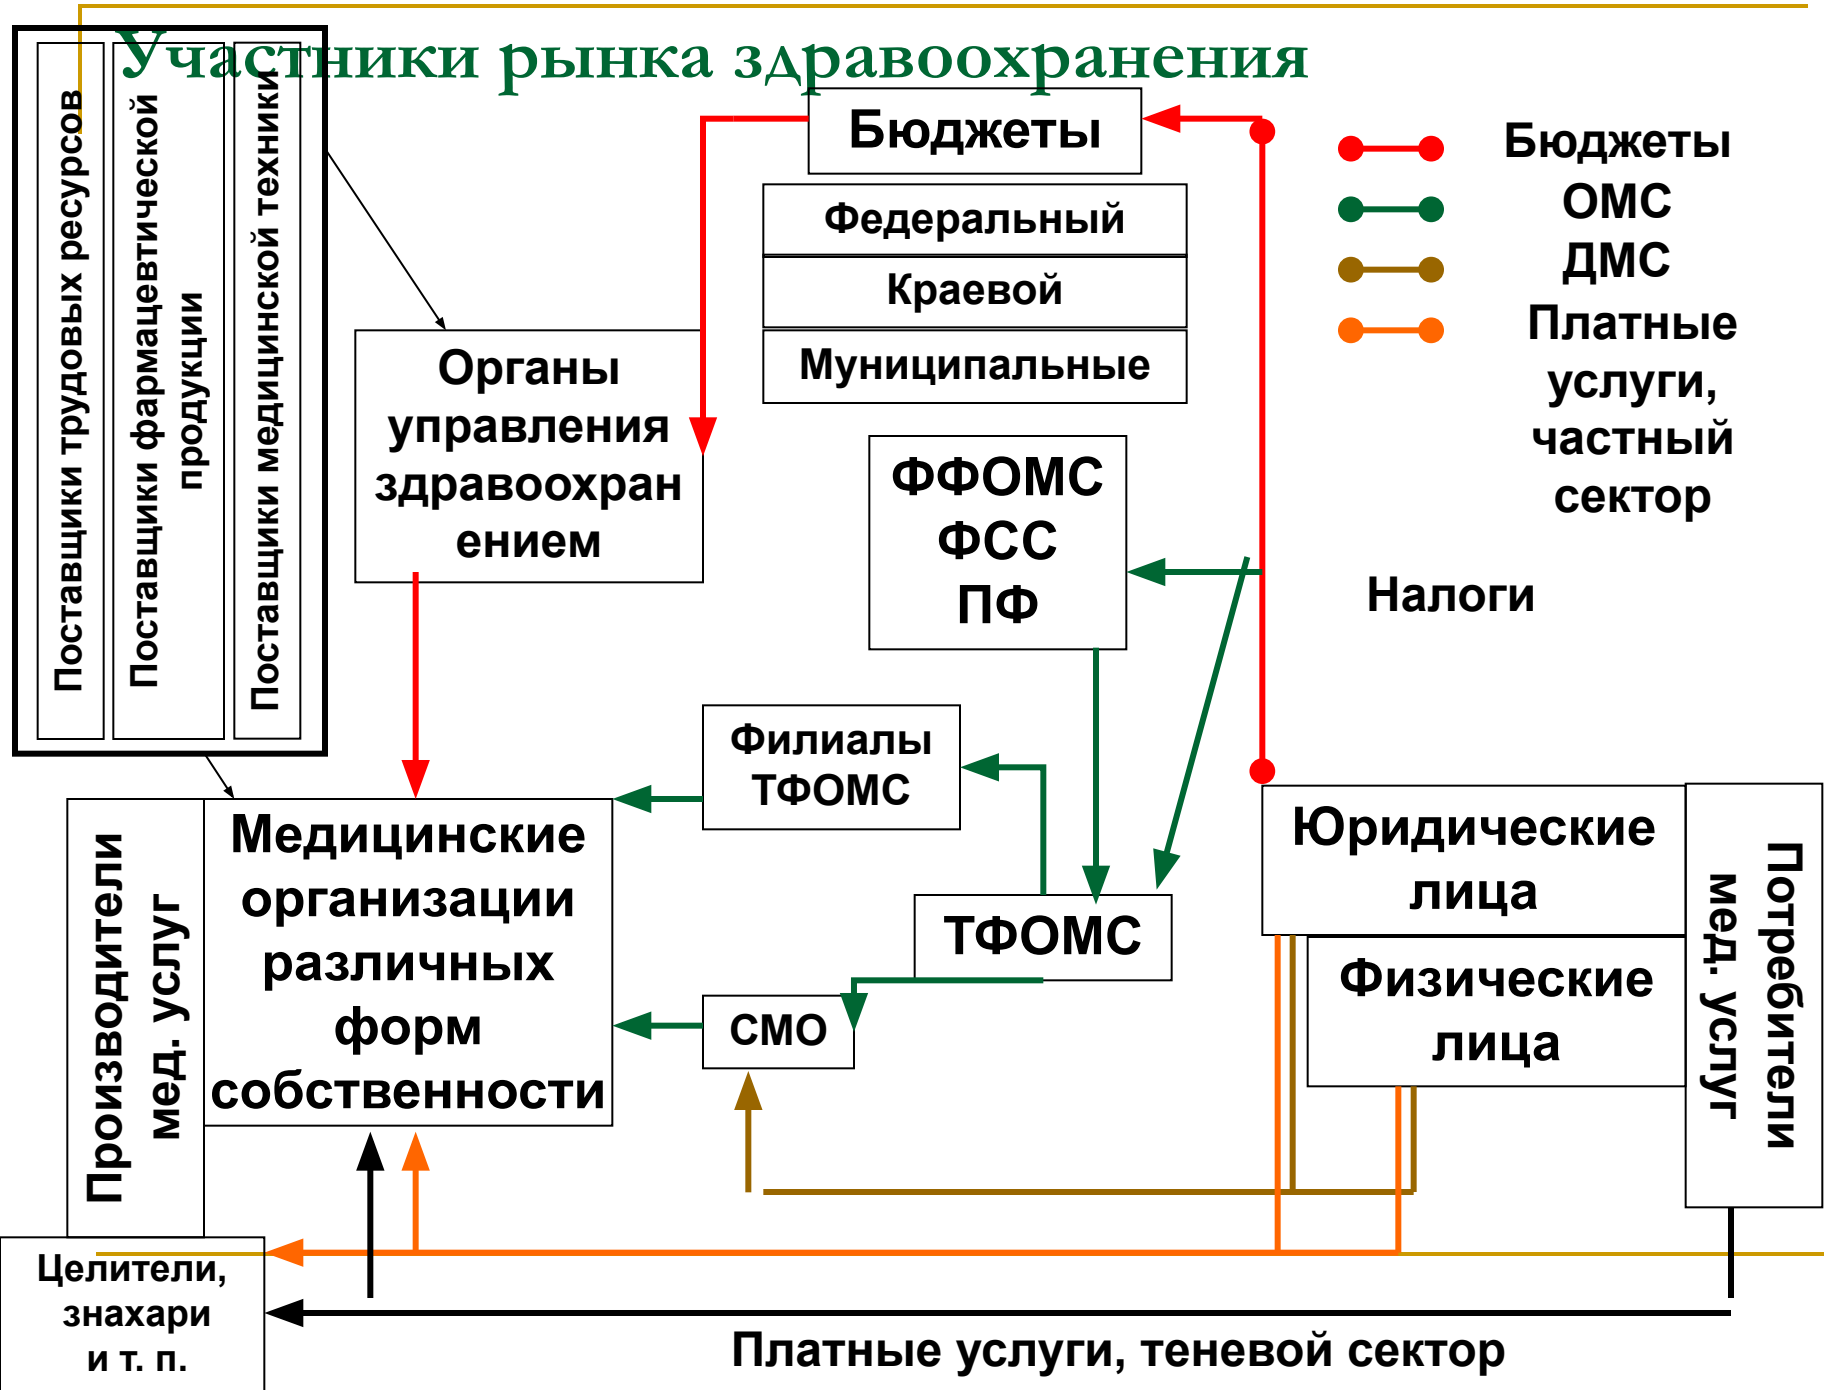 Участники рынка здравоохранения
Поставщики трудовых ресурсов
Поставщики фармацевтической
продукции
Поставщики медицинской техники
Бюджеты
Федеральный
Краевой
Муниципальные
Бюджеты
ОМС
ДМС
Платные
услуги,
частный
сектор
Органы
управления
здравоохран
ением
ФФОМС
ФСС
ПФ
Налоги
Филиалы
ТФОМС
ТФОМС
СМО
Производители
мед. услуг
Медицинские
организации
различных
форм
собственности
Юридические
лица
Физические
лица
Потребители
мед. услуг
Целители,
знахари
и т. п.
Платные услуги, теневой сектор